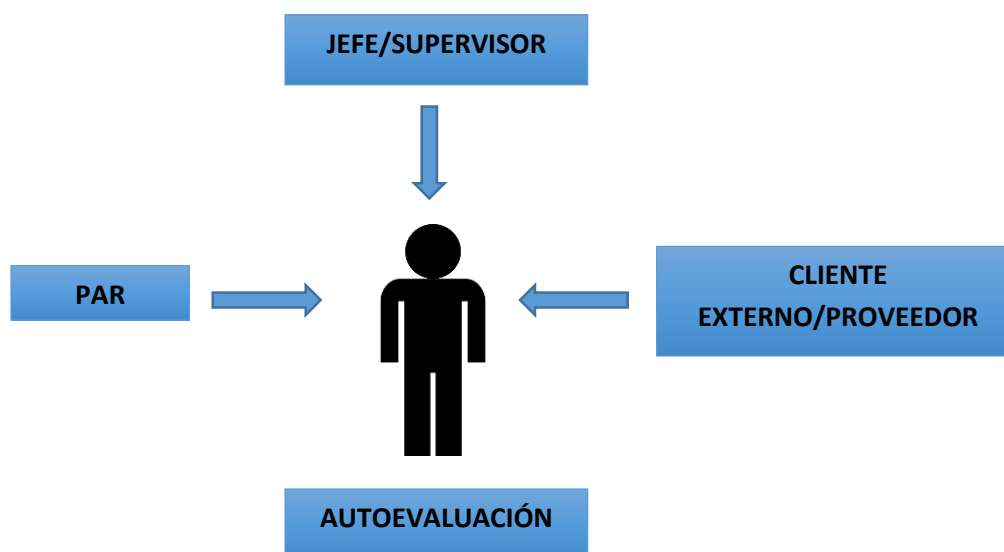 JEFE/SUPERVISOR
PAR
CLIENTE
EXTERNO/PROVEEDOR
AUTOEVALUACIÓN